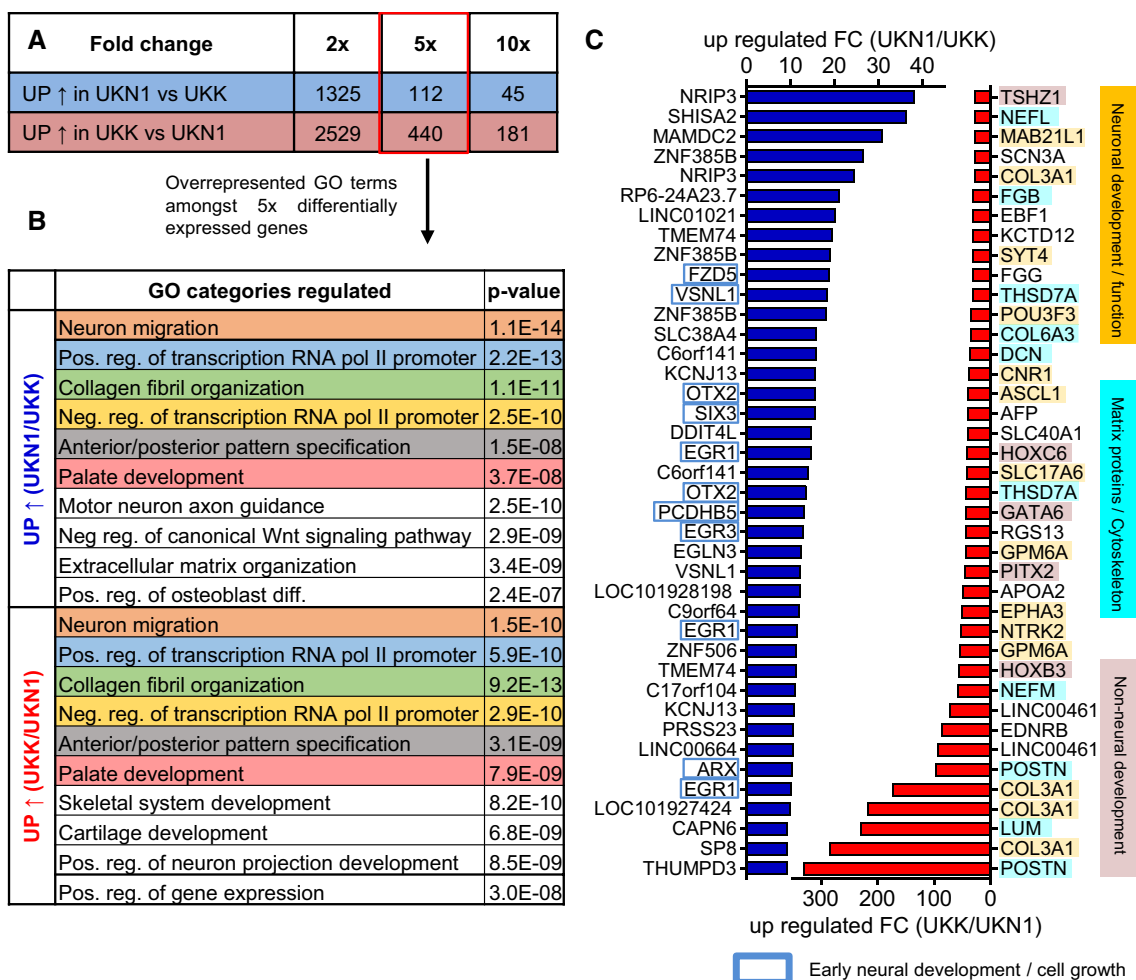 A
Fold change 2x 5x 10x
UP ↑ in UKN1 vs UKK 1325 112 45
UP ↑ in UKK vs UKN1 2529 440 181
Overrepresented GO terms
amongst 5x differentially
expressed genes
B
GO categories regulated p-value
UP ↑ (UKN1/UKK)
Neuron migration 1.1E-14
Pos. reg. of transcription RNA pol II promoter 2.2E-13
Collagen fibril organization 1.1E-11
Neg. reg. of transcription RNA pol II promoter 2.5E-10
Anterior/posterior pattern specification 1.5E-08
Palate development 3.7E-08
Motor neuron axon guidance 2.5E-10
Neg reg. of canonical Wnt signaling pathway 2.9E-09
Extracellular matrix organization 3.4E-09
Pos. reg. of osteoblast diff. 2.4E-07
UP ↑ (UKK/UKN1)
Neuron migration 1.5E-10
Pos. reg. of transcription RNA pol II promoter 5.9E-10
Collagen fibril organization 9.2E-13
Neg. reg. of transcription RNA pol II promoter 2.9E-10
Anterior/posterior pattern specification 3.1E-09
Palate development 7.9E-09
Skeletal system development 8.2E-10
Cartilage development 6.8E-09
Pos. reg. of neuron projection development 8.5E-09
Pos. reg. of gene expression 3.0E-08
C
up regulated FC (UKN1/UKK)
0 10 20 30 40
NRIP3 TSHZ1
SHISA2 NEFL
MAMDC2 MAB21L1
ZNF385B SCN3A
NRIP3 COL3A1
RP6-24A23.7 FGB
LINC01021 EBF1
TMEM74 KCTD12
ZNF385B SYT4
FZD5 FGG
VSNL1 THSD7A
ZNF385B POU3F3
SLC38A4 COL6A3
C6orf141 DCN
KCNJ13 CNR1
OTX2 ASCL1
SIX3 AFP
DDIT4L SLC40A1
EGR1 HOXC6
C6orf141 SLC17A6
OTX2 THSD7A
PCDHB5 GATA6
EGR3 RGS13
EGLN3 GPM6A
VSNL1 PITX2
LOC101928198 APOA2
C9orf64 EPHA3
EGR1 NTRK2
ZNF506 GPM6A
TMEM74 HOXB3
C17orf104 NEFM
KCNJ13 LINC00461
PRSS23 EDNRB
LINC00664 LINC00461
ARX POSTN
EGR1 COL3A1
LOC101927424 COL3A1
CAPN6 LUM
SP8 COL3A1
THUMPD3 POSTN
300 200 100 0
up regulated FC (UKK/UKN1)
Neuronal development / function
Matrix proteins / Cytoskeleton
Non-neural development
Early neural development / cell growth